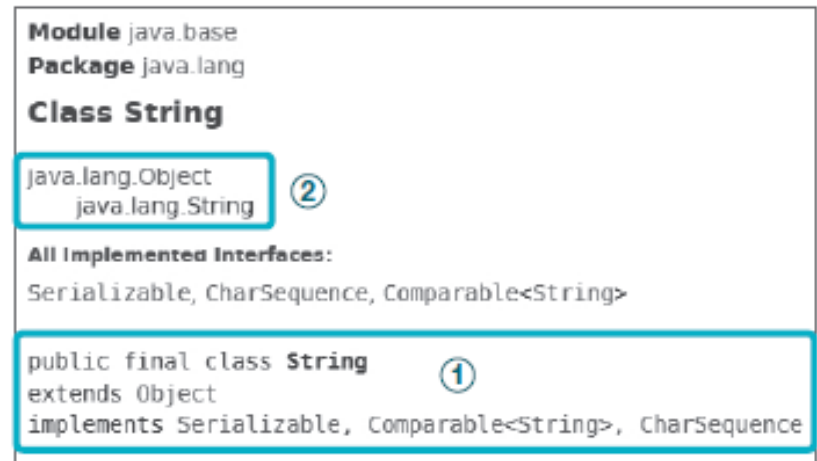 Module java.base
Package java.lang
Class String
java.lang.Object
java.lang.String
②
All Implemented Interfaces:
Serializable, CharSequence, Comparable<String>
public final class String
①
extends Object
implements Serializable, Comparable<String>, CharSequence